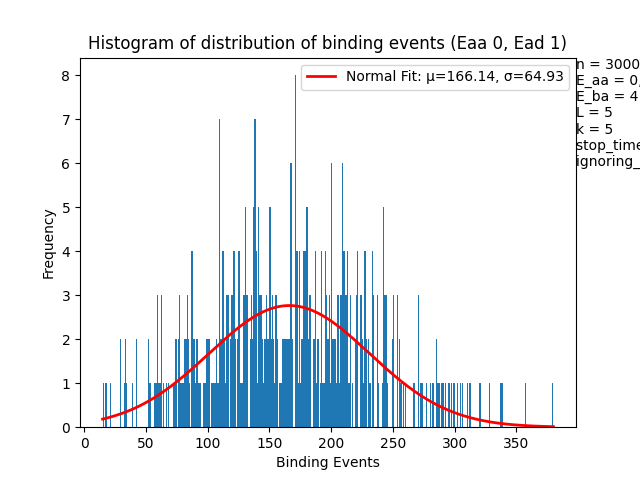 Histogram of distribution of binding events (Eaa 0, Ead 1)
Normal Fit: μ=166.14, σ=64.93
n = 3000
E_aa = 0,
E_ba = 4
L = 5
k = 5
stop_time
ignoring_
Frequency
8
7
6
5
4
3
2
1
0
0 50 100 150 200 250 300 350
Binding Events